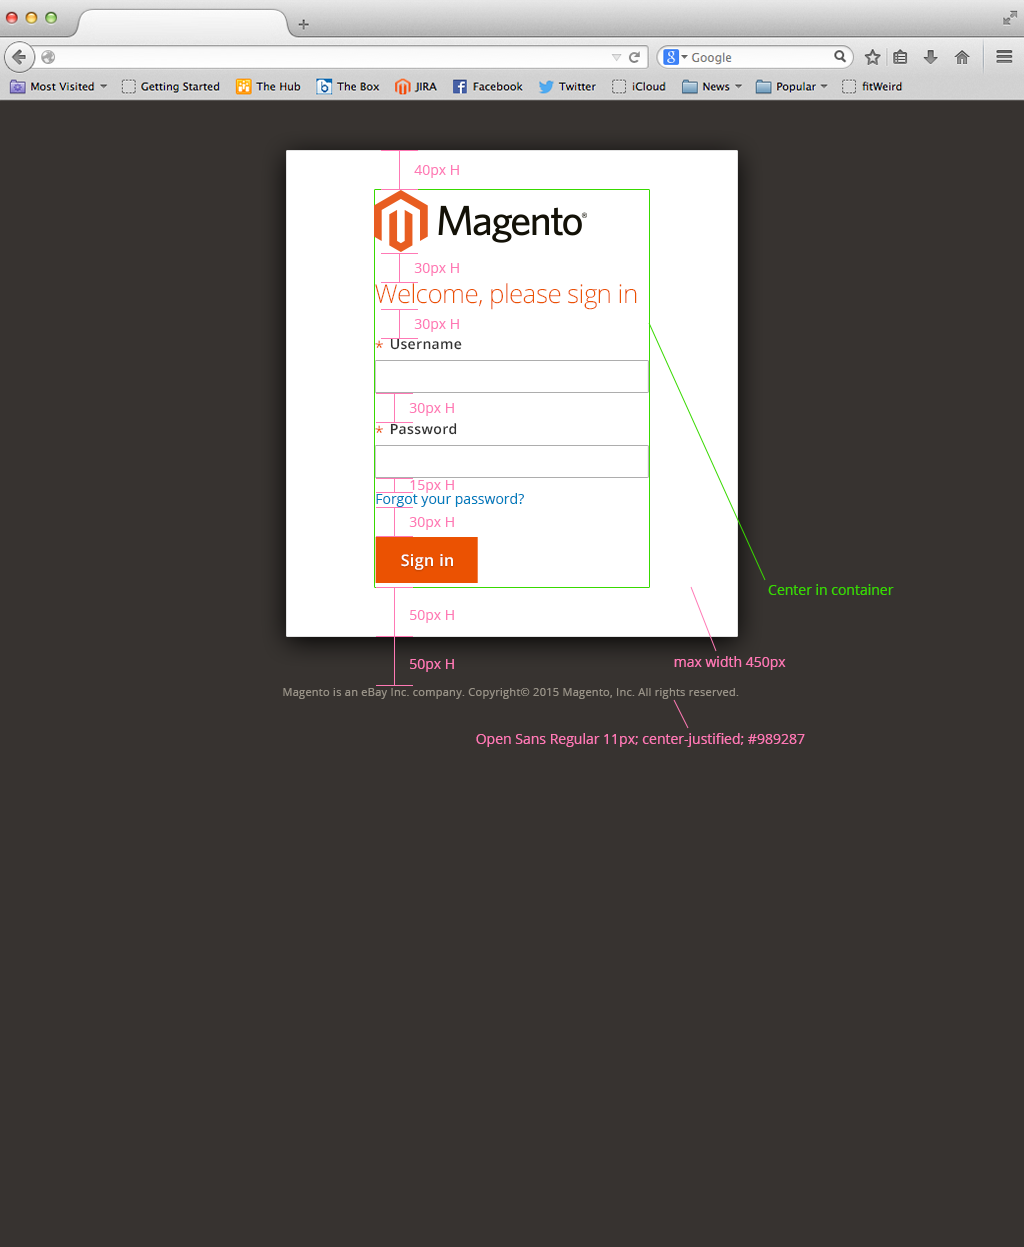 Google
Most Visited Getting Started The Hub The Box JIRA Facebook Twitter iCloud News Popular fitWeird
40px H
Magento®
30px H
Welcome, please sign in
30px H
* Username
30px H
* Password
15px H
Forgot your password?
30px H
Sign in
Center in container
50px H
max width 450px
50px H
Magento is an eBay Inc. company. Copyright© 2015 Magento, Inc. All rights reserved.
Open Sans Regular 11px; center-justified; #989287